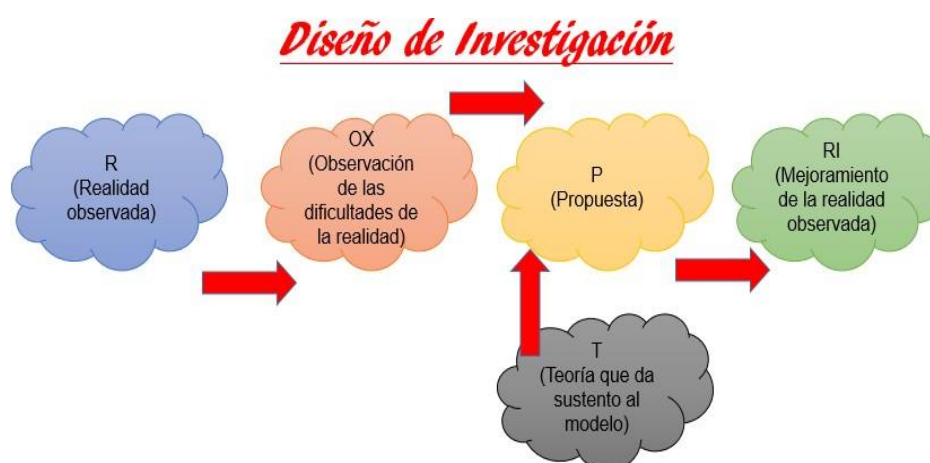 Diseño de Investigación
R
(Realidad
observada)
OX
(Observación
de las
dificultades de
la realidad)
P
(Propuesta)
RI
(Mejoramiento
de la realidad
observada)
T
(Teoría que da
sustento al
modelo)